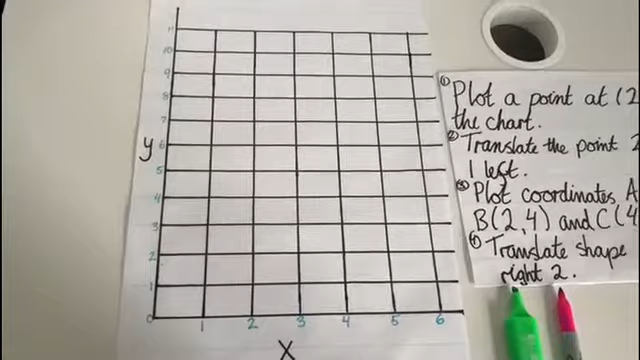 11
10
9
8
7
y 6
5
4
3
2
1
0
1 2 3 4 5 6
X
① Plot a point at (2
the chart.
② Translate the point 2
1 left.
③ Plot coordinates A
B(2,4) and C(4
④ Translate shape
right 2.